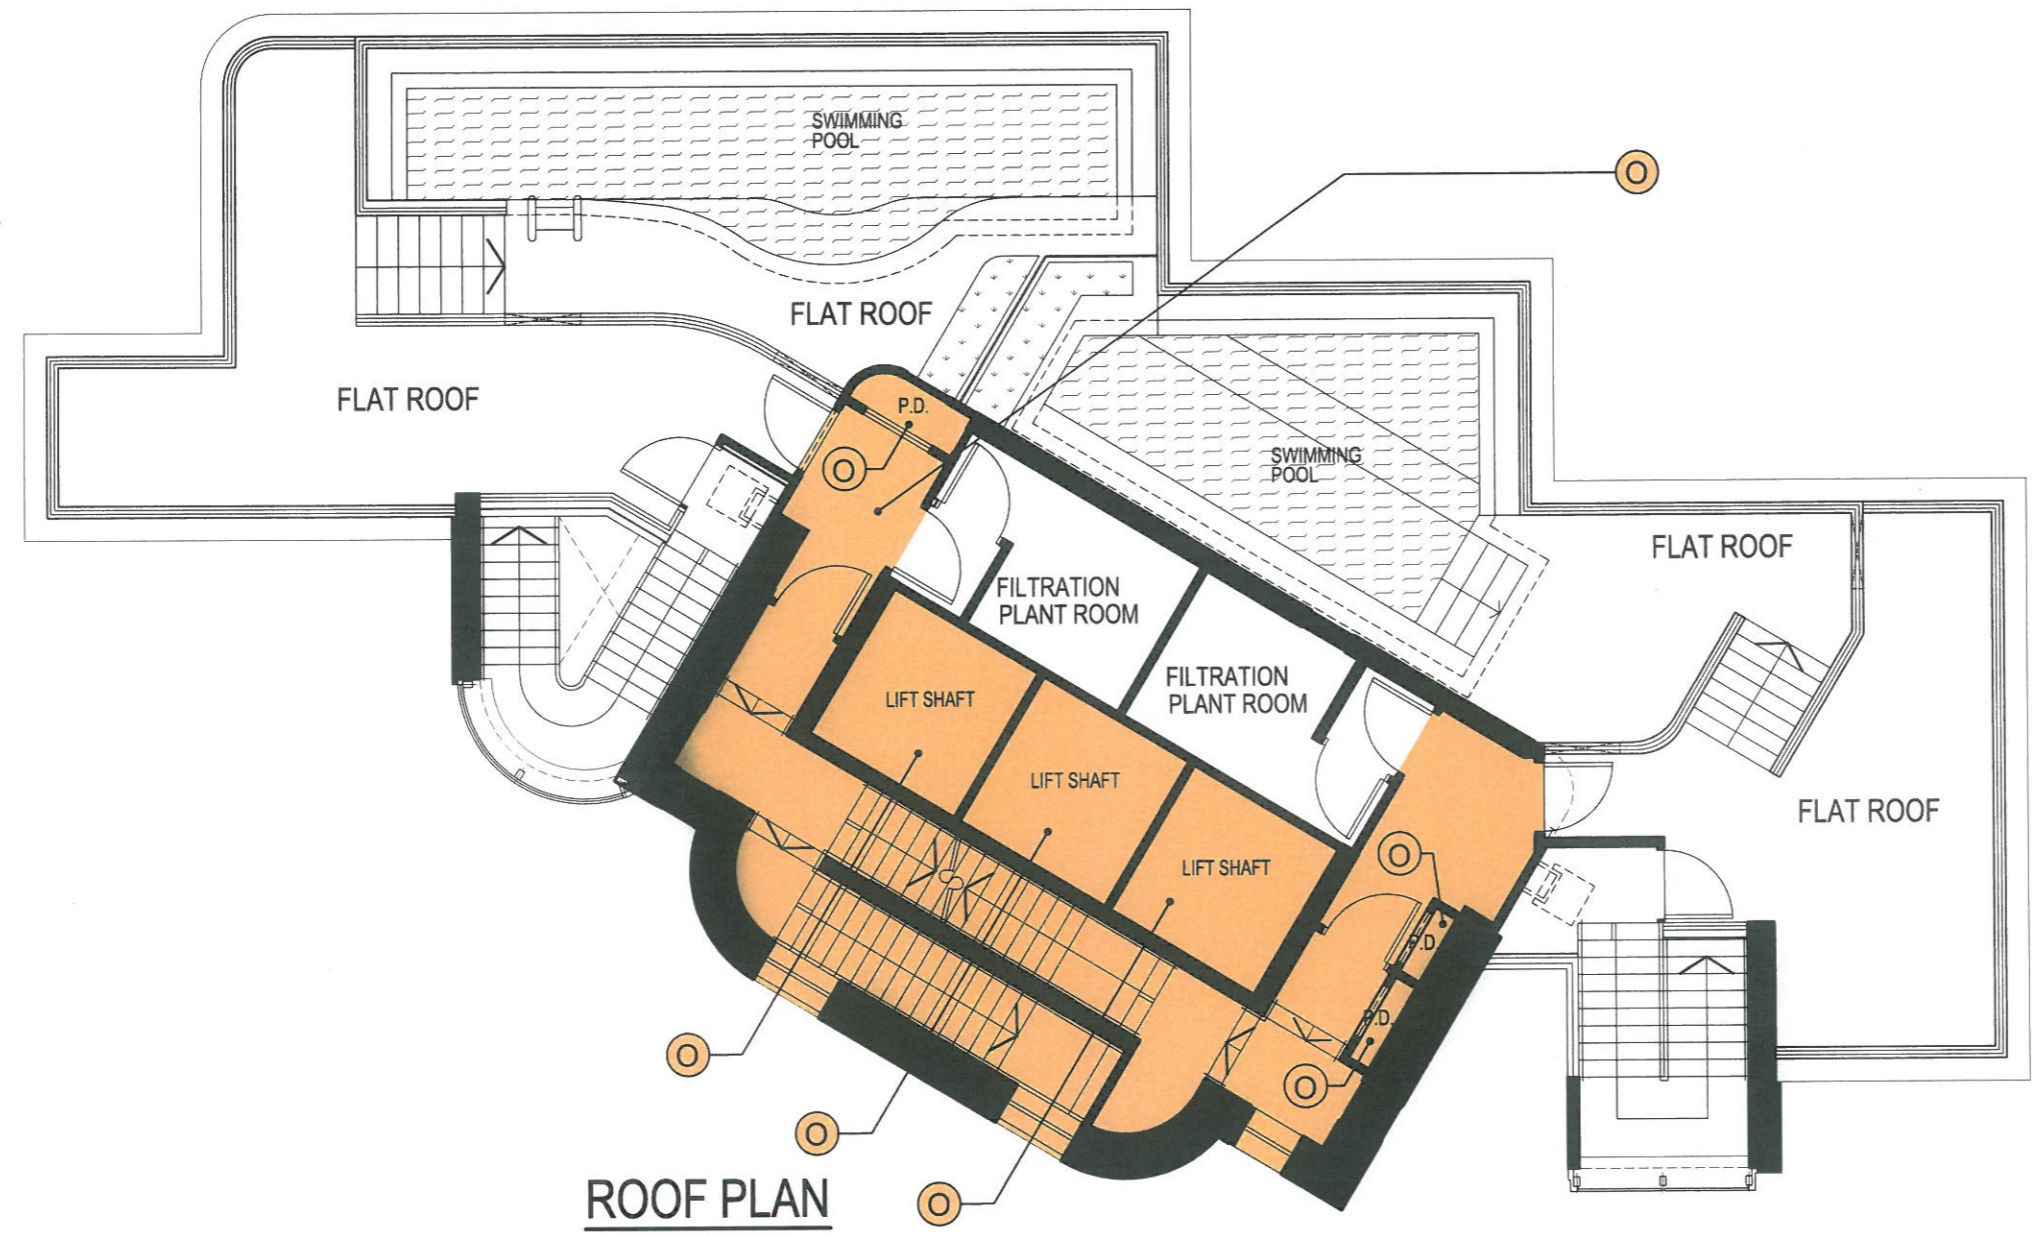 SWIMMING
POOL
O
FLAT ROOF
FLAT ROOF
P.D.
O
SWIMMING
POOL
FLAT ROOF
FILTRATION
PLANT ROOM
FILTRATION
PLANT ROOM
LIFT SHAFT
LIFT SHAFT
LIFT SHAFT
FLAT ROOF
O
P.D.
P.D.
O
O
O
O
ROOF PLAN